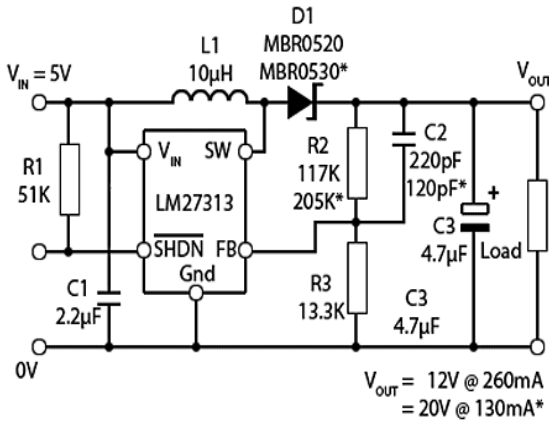 D1
MBR0520
MBR0530*
L1
10µH
V_IN = 5V
V_OUT
R1
51K
V_IN
SW
LM27313
SHDN
FB
Gnd
R2
117K
205K*
C2
220pF
120pF*
+
C3
4.7µF
Load
R3
13.3K
C3
4.7µF
C1
2.2µF
0V
V_OUT = 12V @ 260mA
= 20V @ 130mA*